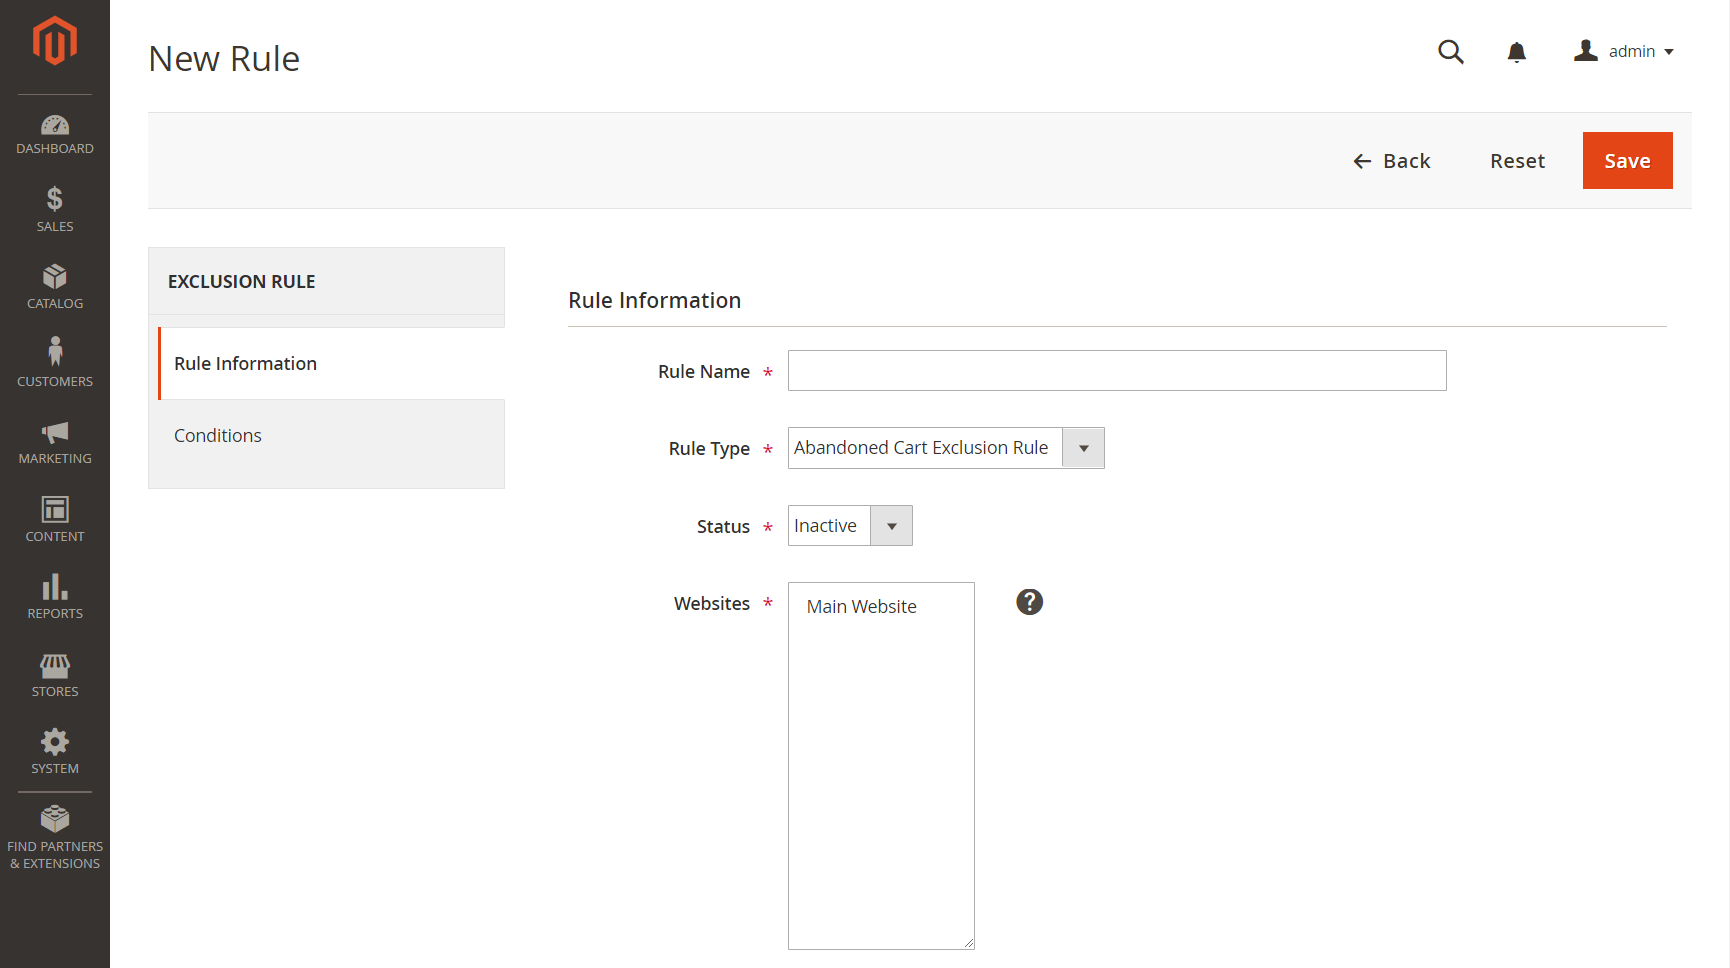 New Rule
admin
Back
Reset
Save
DASHBOARD
SALES
CATALOG
CUSTOMERS
MARKETING
CONTENT
REPORTS
STORES
SYSTEM
FIND PARTNERS
& EXTENSIONS
EXCLUSION RULE
Rule Information
Conditions
Rule Information
Rule Name *
Rule Type * Abandoned Cart Exclusion Rule
Status * Inactive
Websites * Main Website ?